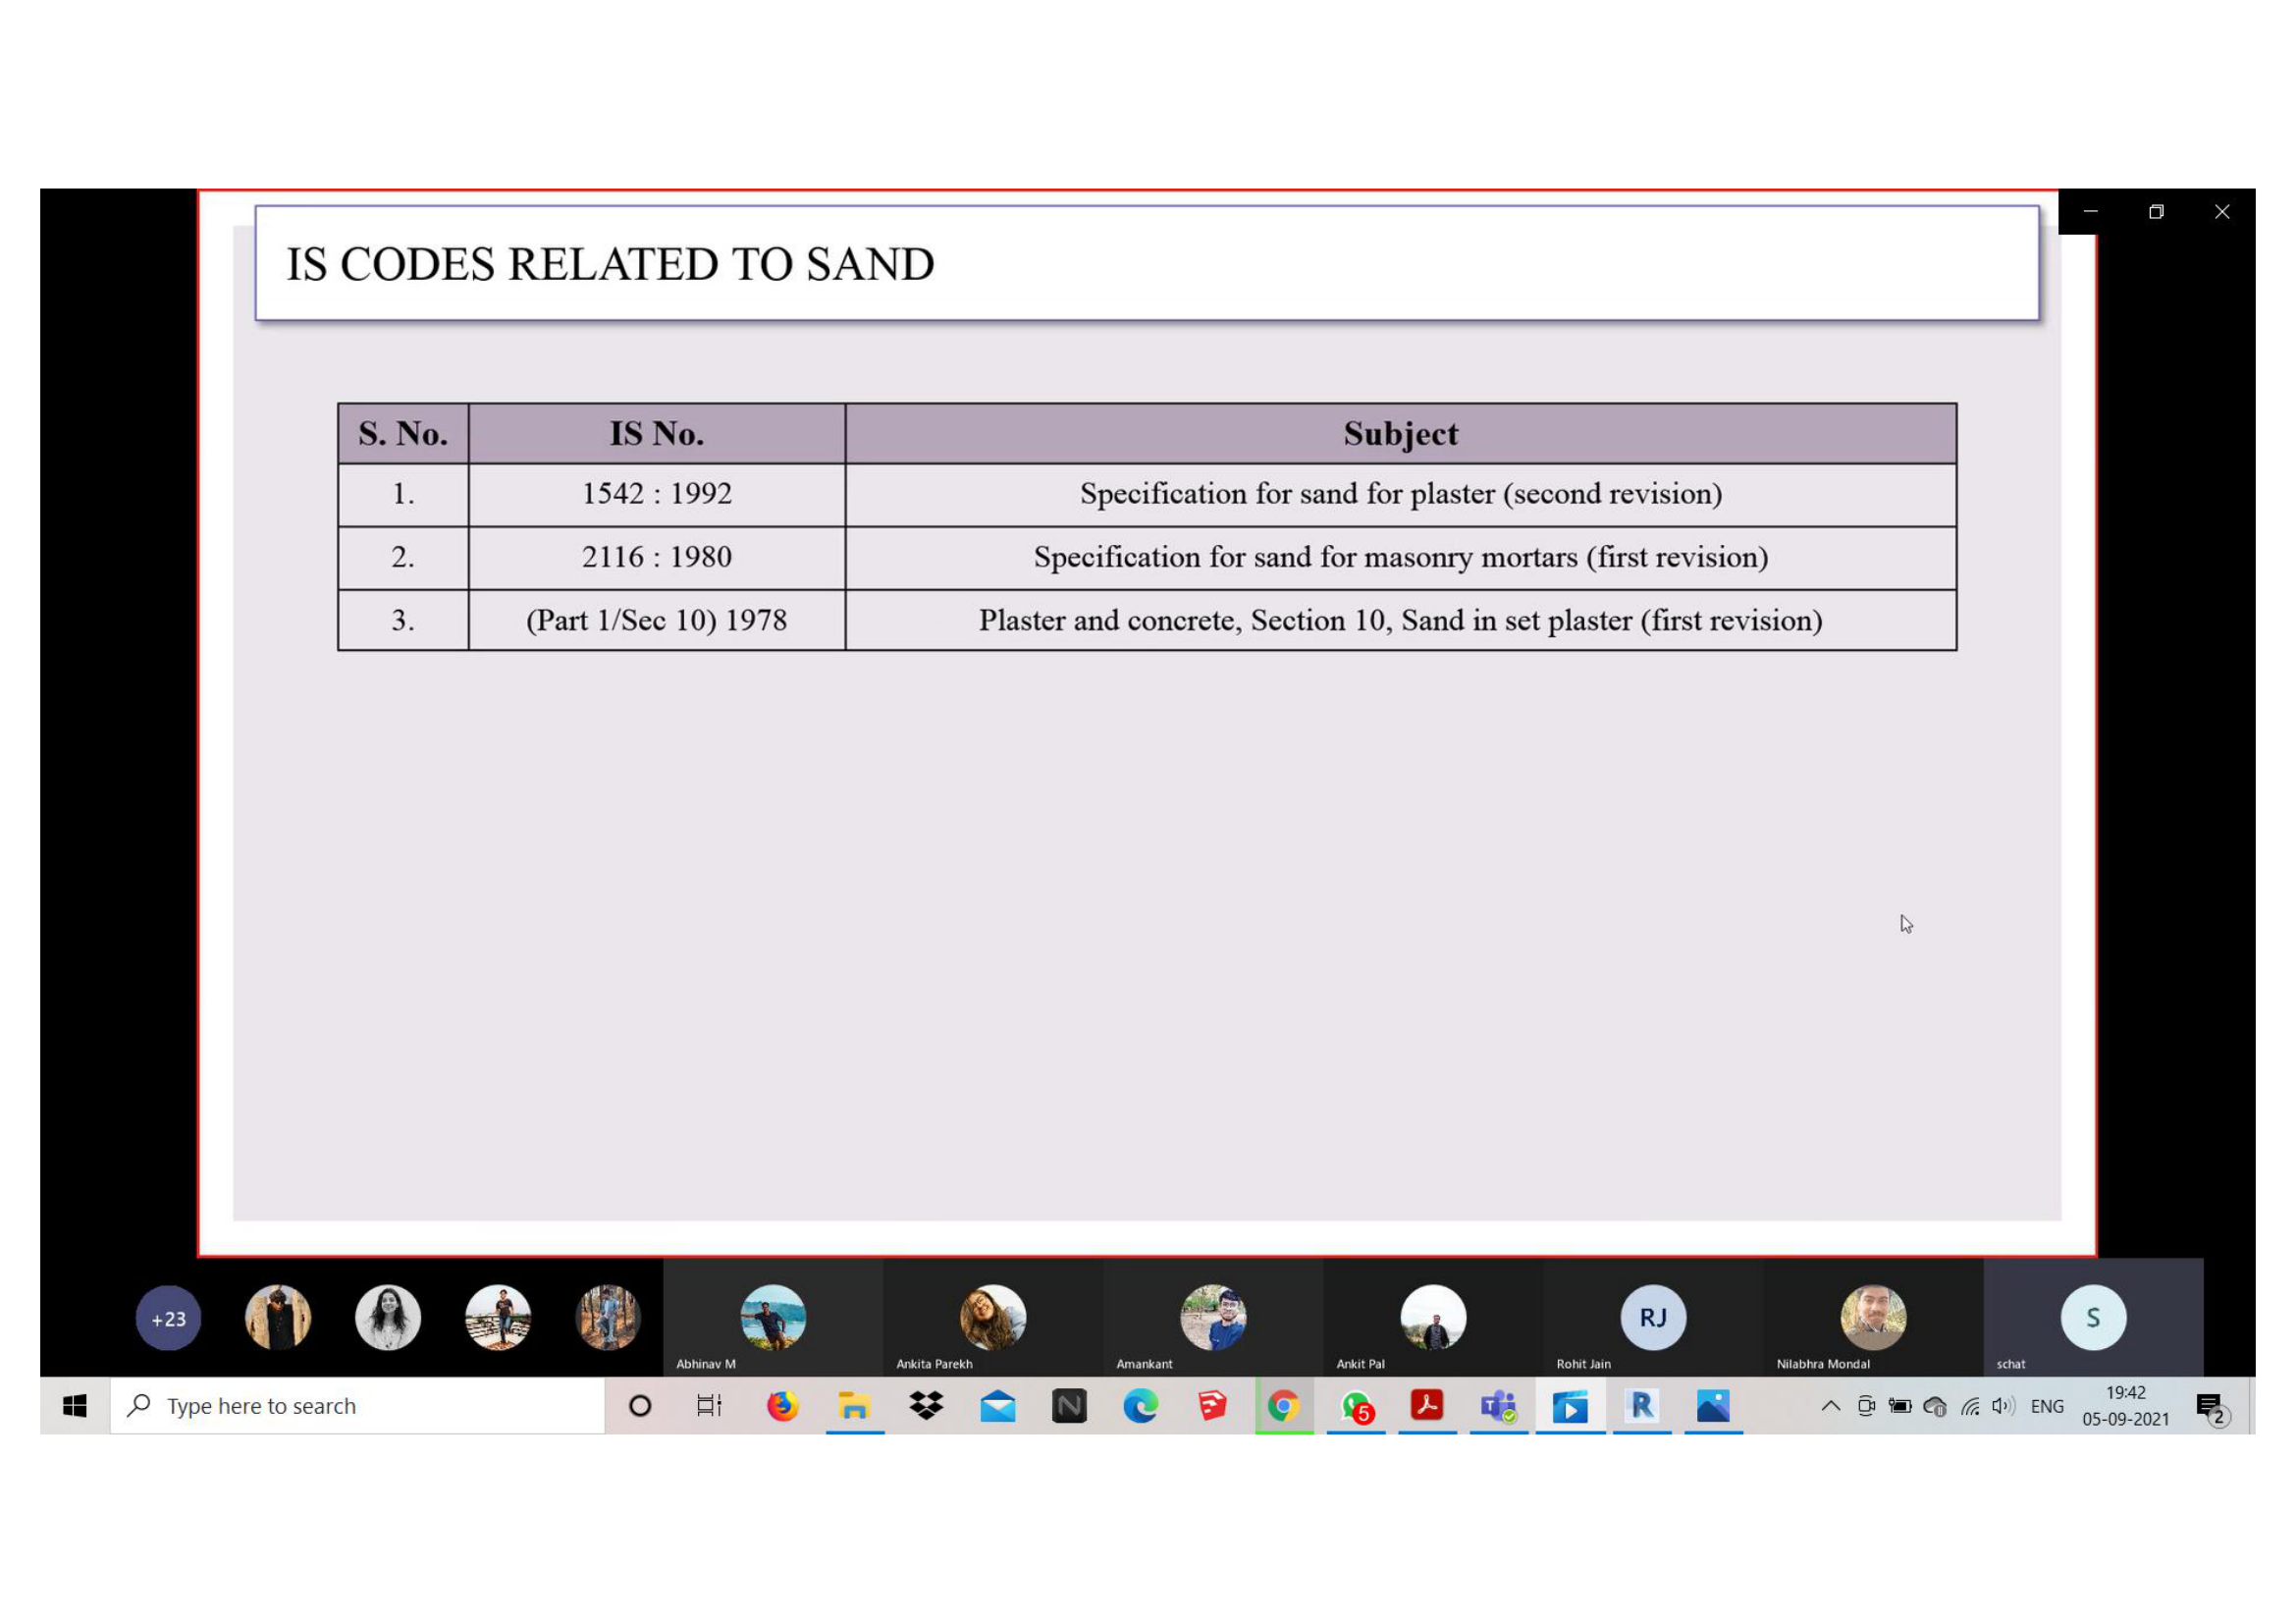 IS CODES RELATED TO SAND
S. No. IS No. Subject
1. 1542 : 1992 Specification for sand for plaster (second revision)
2. 2116 : 1980 Specification for sand for masonry mortars (first revision)
3. (Part 1/Sec 10) 1978 Plaster and concrete, Section 10, Sand in set plaster (first revision)
+23 RJ S
Abhinav M Ankita Parekh Amankant Ankit Pal Rohit Jain Nilabhra Mondal schat
Type here to search N 5 T R ENG 19:42
05-09-2021 2